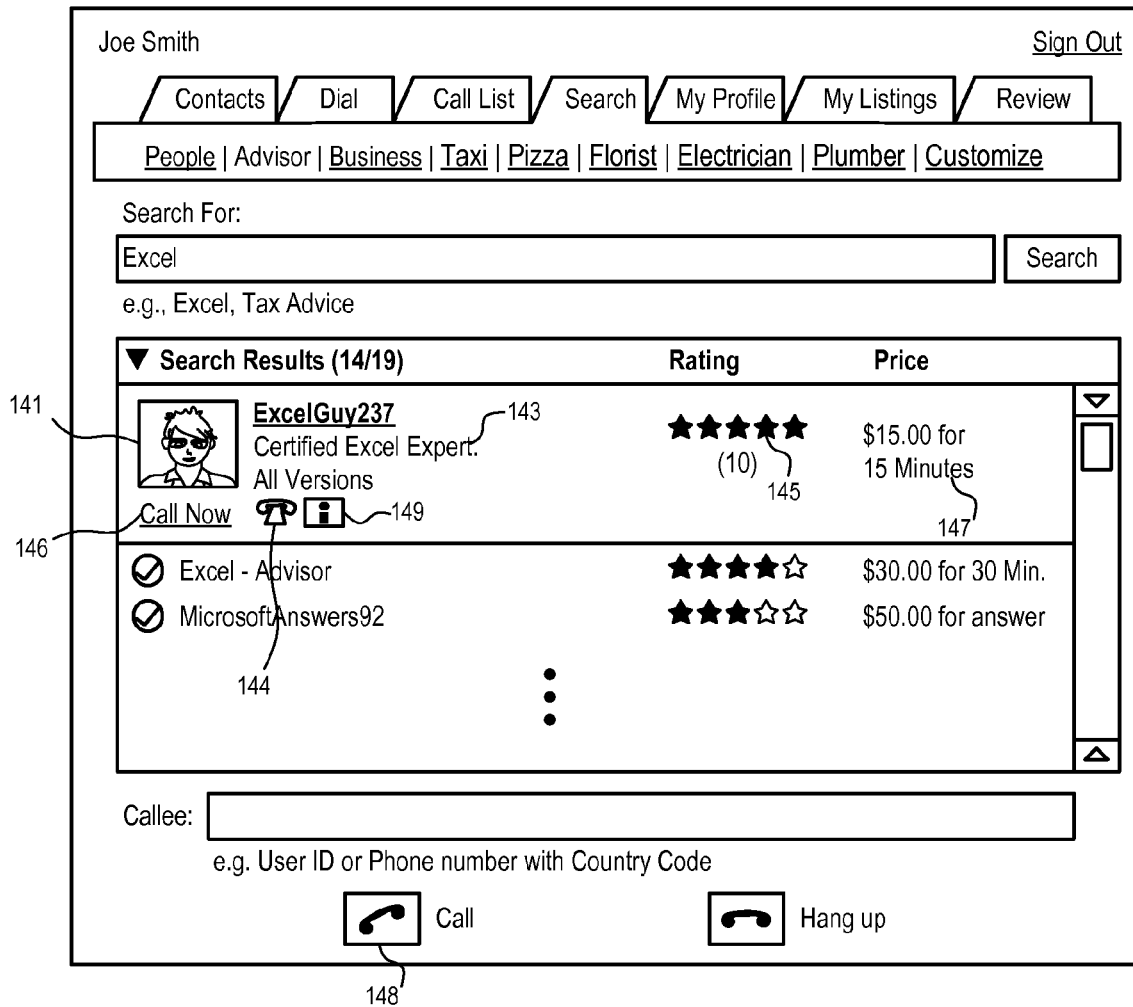 Joe Smith Sign Out
Contacts Dial Call List Search My Profile My Listings Review
People | Advisor | Business | Taxi | Pizza | Florist | Electrician | Plumber | Customize
Search For:
Excel Search
e.g., Excel, Tax Advice
▼ Search Results (14/19) Rating Price
141
ExcelGuy237
143
Certified Excel Expert.
$15.00 for
All Versions
(10)
15 Minutes
145
Call Now
149
147
146
Excel - Advisor $30.00 for 30 Min.
MicrosoftAnswers92 $50.00 for answer
144
Callee:
e.g. User ID or Phone number with Country Code
Call Hang up
148